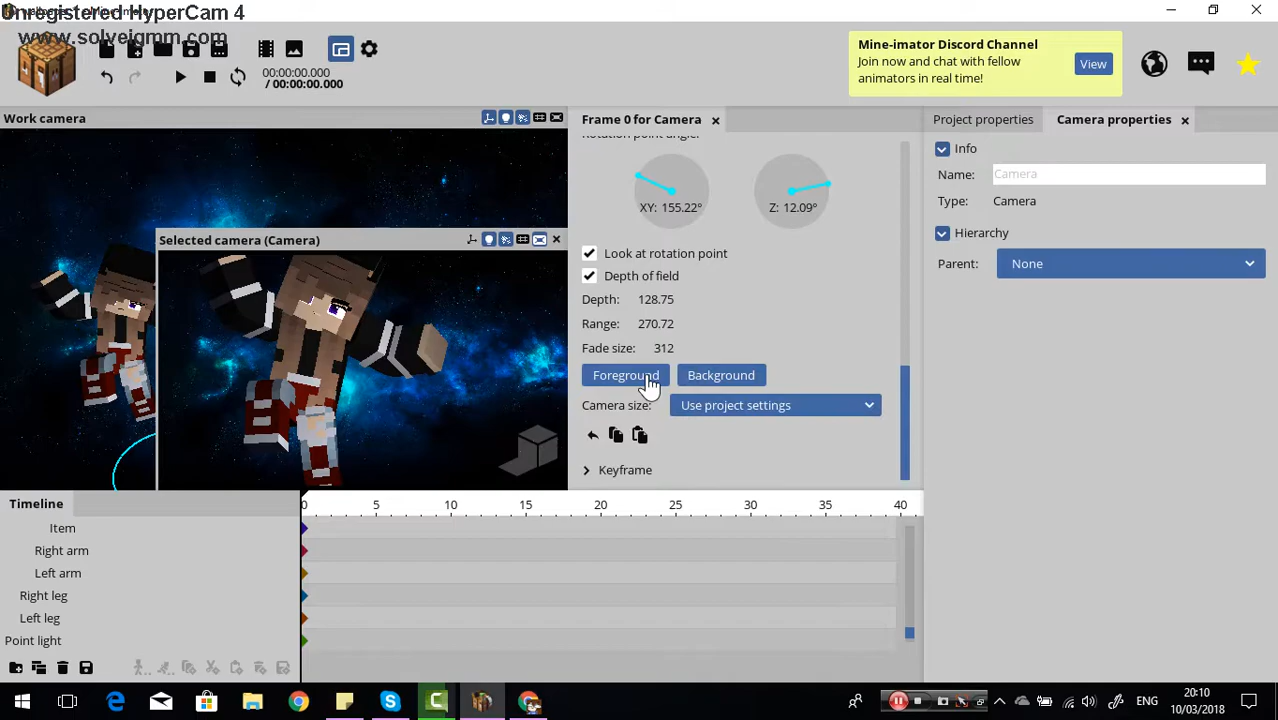 Unregistered HyperCam 4
www.solveigmm.com
00:00:00.000
/ 00:00:00.000
Mine-imator Discord Channel
Join now and chat with fellow
animators in real time!
View
Work camera
Frame 0 for Camera
Project properties
Camera properties
Rotation point angle:
Info
Name:
Camera
Type:
Camera
XY: 155.22°
Z: 12.09°
Hierarchy
Selected camera (Camera)
Look at rotation point
Parent:
None
Depth of field
Depth:
128.75
Range:
270.72
Fade size:
312
Foreground
Background
Camera size:
Use project settings
Keyframe
Timeline
0
5
10
15
20
25
30
35
40
Item
Right arm
Left arm
Right leg
Left leg
Point light
ENG
20:10
10/03/2018